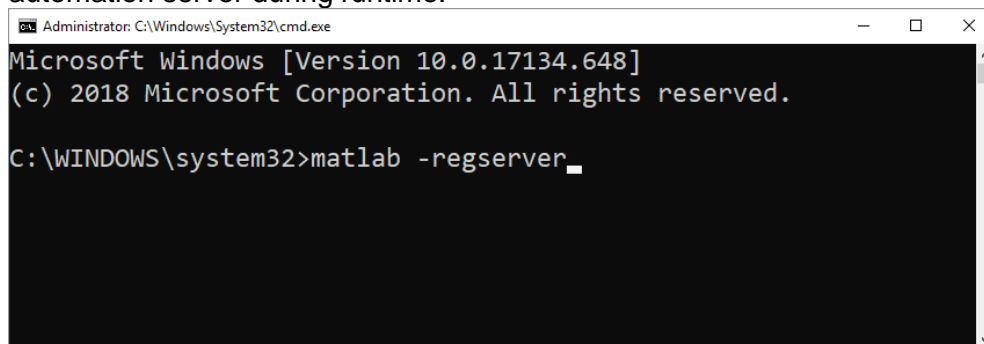 automation server during runtime.
Administrator: C:\Windows\System32\cmd.exe
Microsoft Windows [Version 10.0.17134.648]
(c) 2018 Microsoft Corporation. All rights reserved.
C:\WINDOWS\system32>matlab -regserver